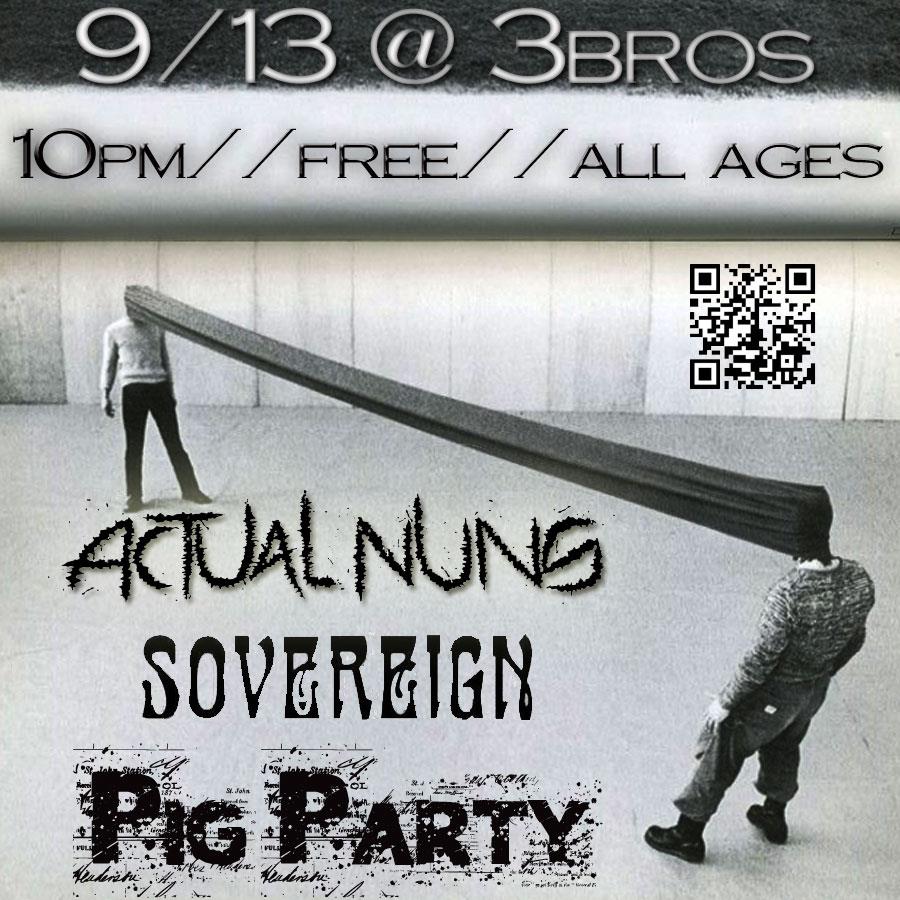 9/13 @ 3BROS
10PM//FREE//ALL AGES
ACTUAL NUNS
SOVEREIGN
PIG PARTY